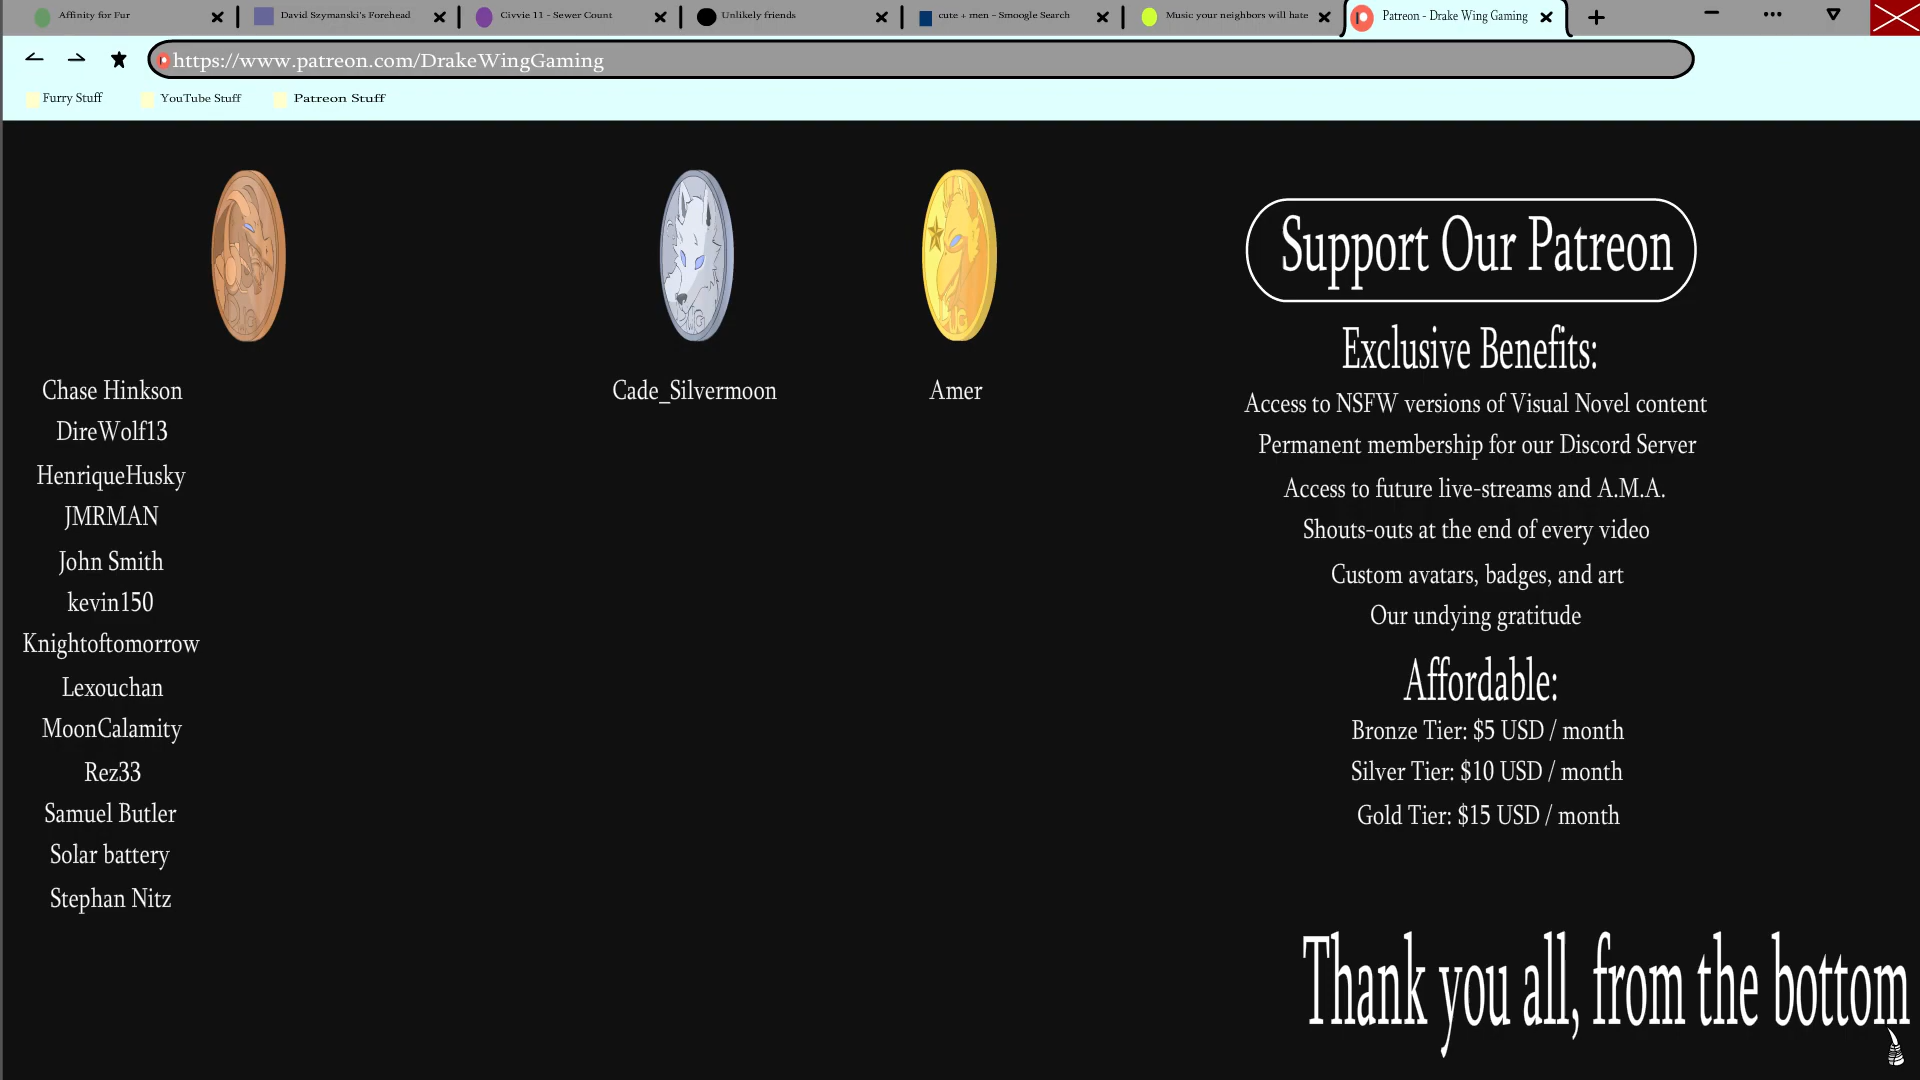 Affinity for Fur
David Szymanski's Forehead
Civvie 11 - Sewer Count
Unlikely friends
cute + men - Smoogle Search
Music your neighbors will hate
Patreon - Drake Wing Gaming
https://www.patreon.com/DrakeWingGaming
Furry Stuff
YouTube Stuff
Patreon Stuff
Chase Hinkson
DireWolf13
HenriqueHusky
JMRMAN
John Smith
kevin150
Knightoftomorrow
Lexouchan
MoonCalamity
Rez33
Samuel Butler
Solar battery
Stephan Nitz
Cade_Silvermoon
Amer
Support Our Patreon
Exclusive Benefits:
Access to NSFW versions of Visual Novel content
Permanent membership for our Discord Server
Access to future live-streams and A.M.A.
Shouts-outs at the end of every video
Custom avatars, badges, and art
Our undying gratitude
Affordable:
Bronze Tier: $5 USD / month
Silver Tier: $10 USD / month
Gold Tier: $15 USD / month
Thank you all, from the bottom